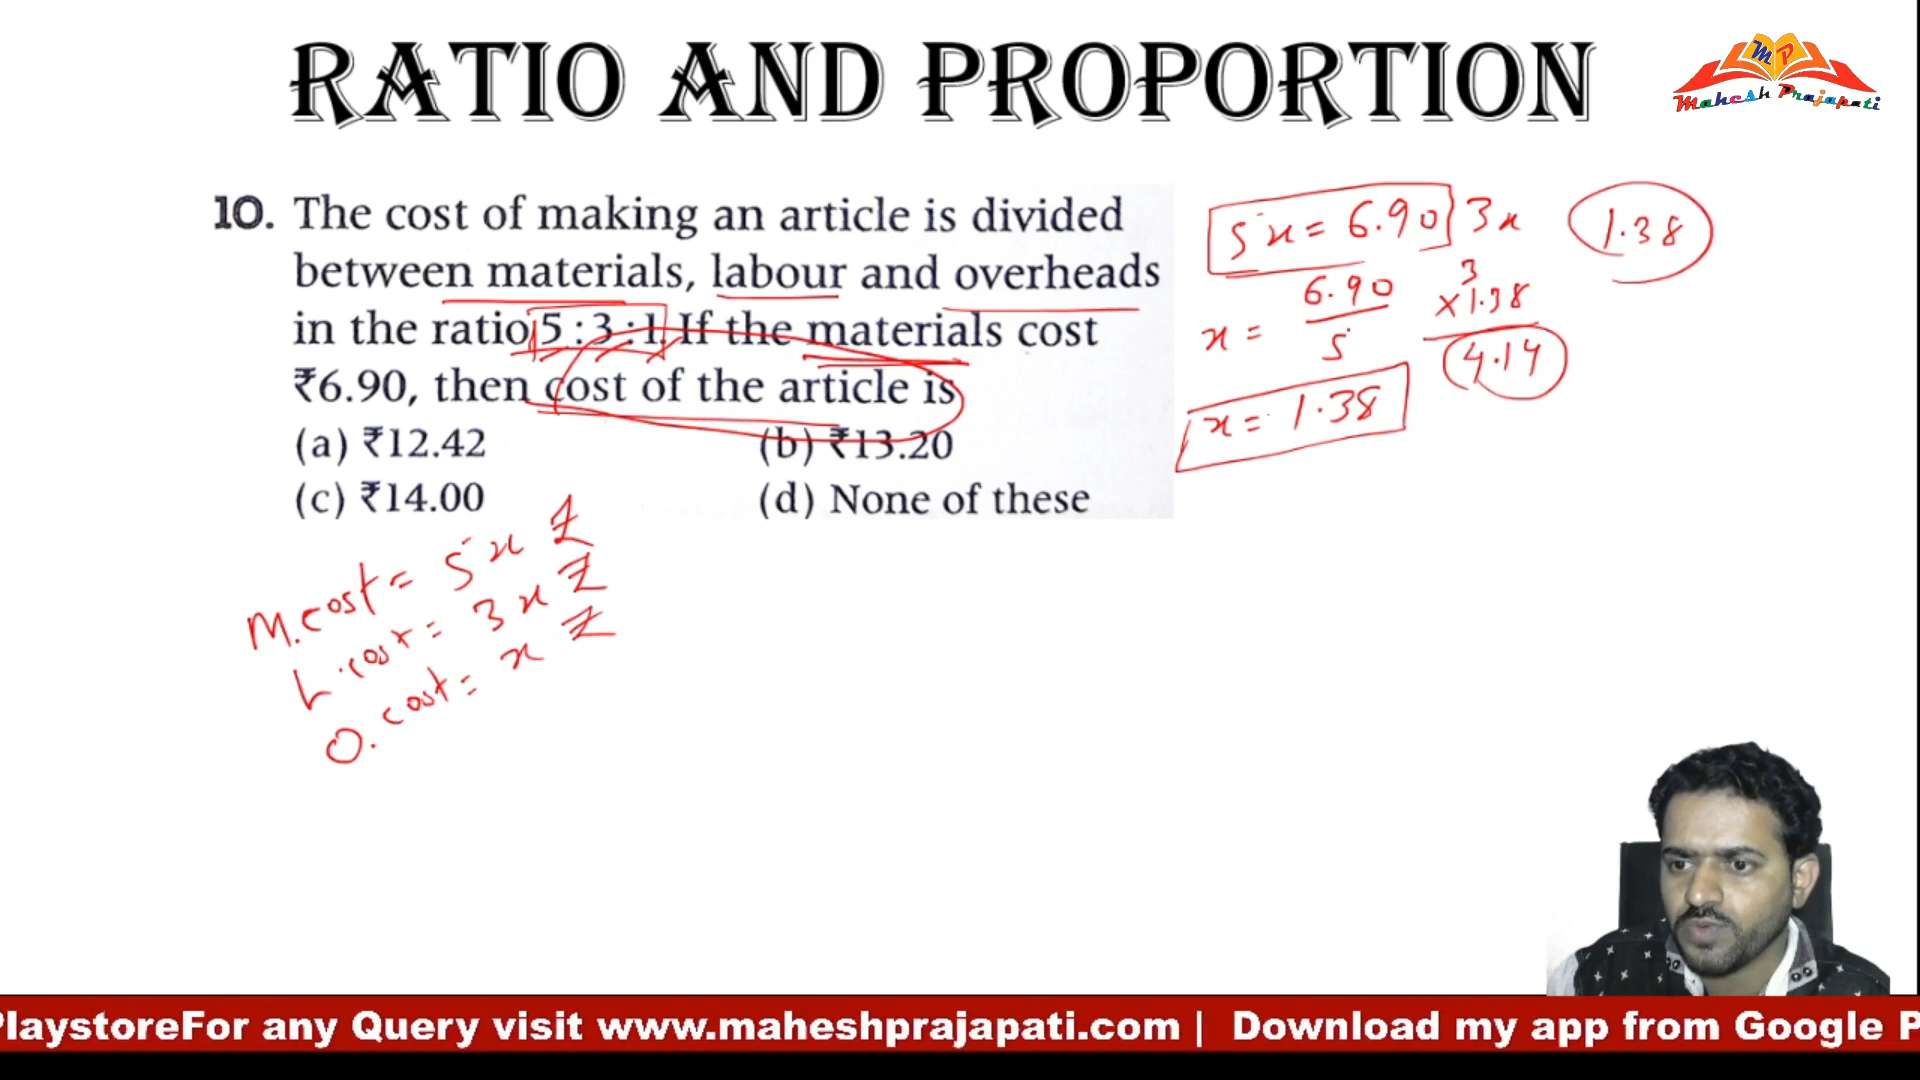 RATIO AND PROPORTION
MP
Mahesh Prajapati
10. The cost of making an article is divided
between materials, labour and overheads
in the ratio 5 : 3 : 1. If the materials cost
₹6.90, then cost of the article is
(a) ₹12.42 (b) ₹13.20
(c) ₹14.00 (d) None of these
5x = 6.90 3x 1.38
x = 6.90/5
3
×1.38
4.14
x = 1.38
M.cost = 5x ₹
L.cost = 3x ₹
O.cost = x ₹
PlaystoreFor any Query visit www.maheshprajapati.com | Download my app from Google P